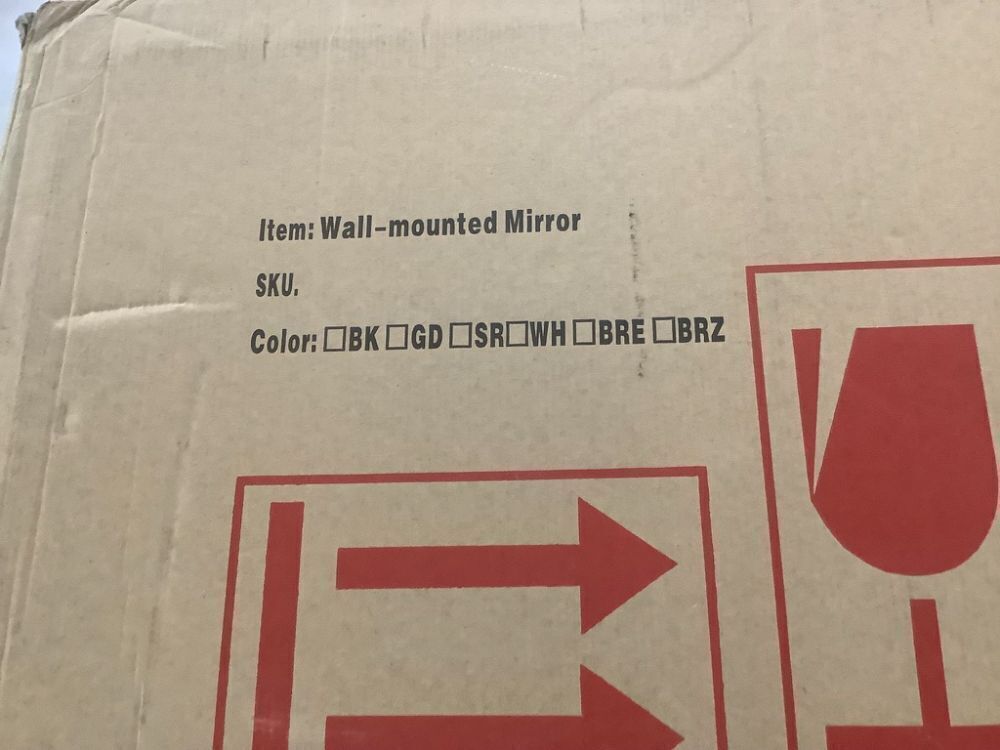 Item: Wall-mounted Mirror
SKU.
Color: □BK □GD □SR□WH □BRE □BRZ